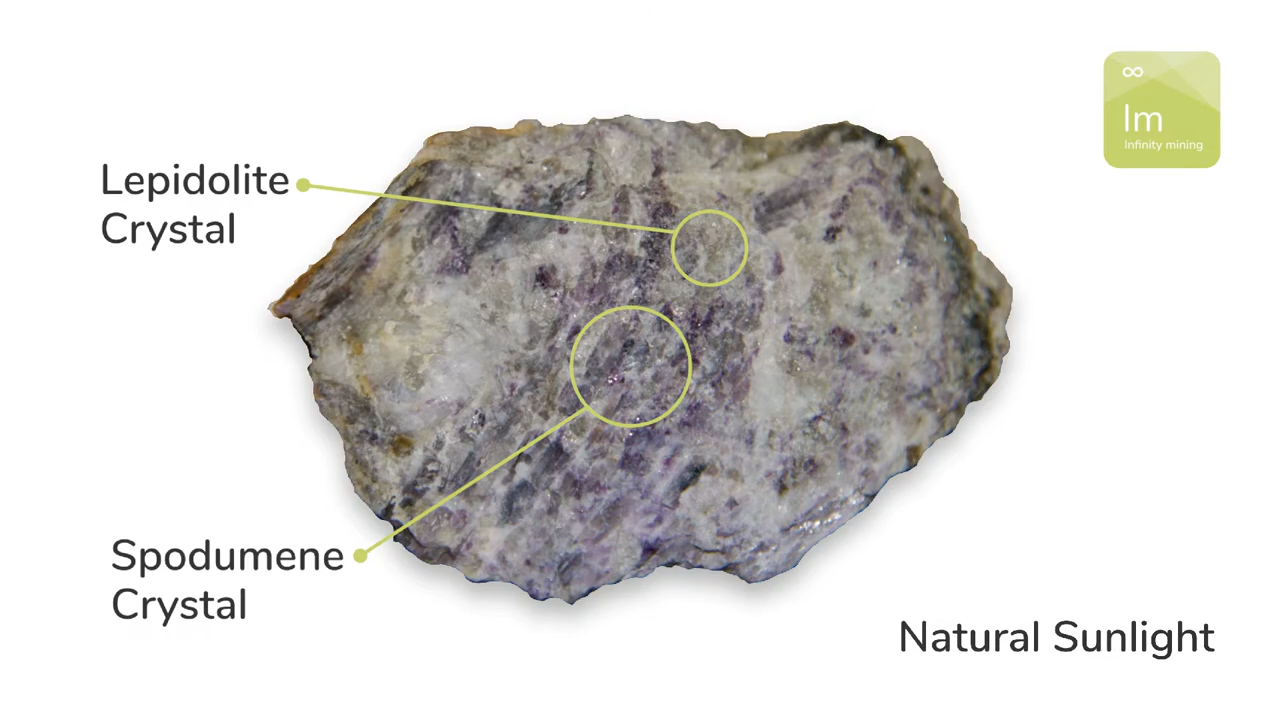 ∞
Im
Infinity mining
Lepidolite
Crystal
Spodumene
Crystal
Natural Sunlight